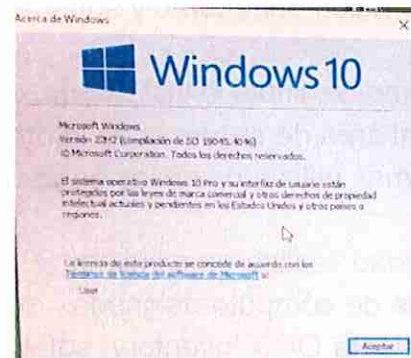 Acerca de Windows
Windows 10
Microsoft Windows
Versión 22H2 (compilación de SO 19045.4046)
© Microsoft Corporation. Todos los derechos reservados.
El sistema operativo Windows 10 Pro y su interfaz de usuario están
protegidos por las leyes de marca comercial y otros derechos de propiedad
intelectual actuales y pendientes en los Estados Unidos y otros países o
regiones.
La licencia de este producto se concede de acuerdo con los
Términos de licencia del software de Microsoft a:
User
Aceptar